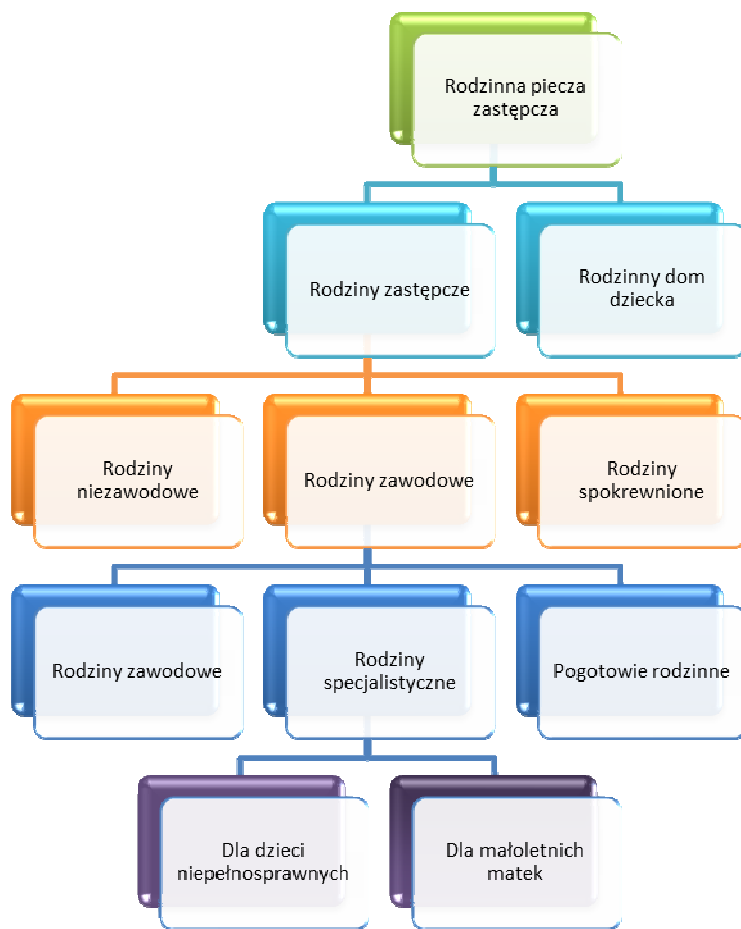 Rodzinna piecza
zastępcza
Rodziny zastępcze
Rodzinny dom
dziecka
Rodziny
niezawodowe
Rodziny zawodowe
Rodziny
spokrewnione
Rodziny zawodowe
Rodziny
specjalistyczne
Pogotowie rodzinne
Dla dzieci
niepełnosprawnych
Dla małoletnich
matek